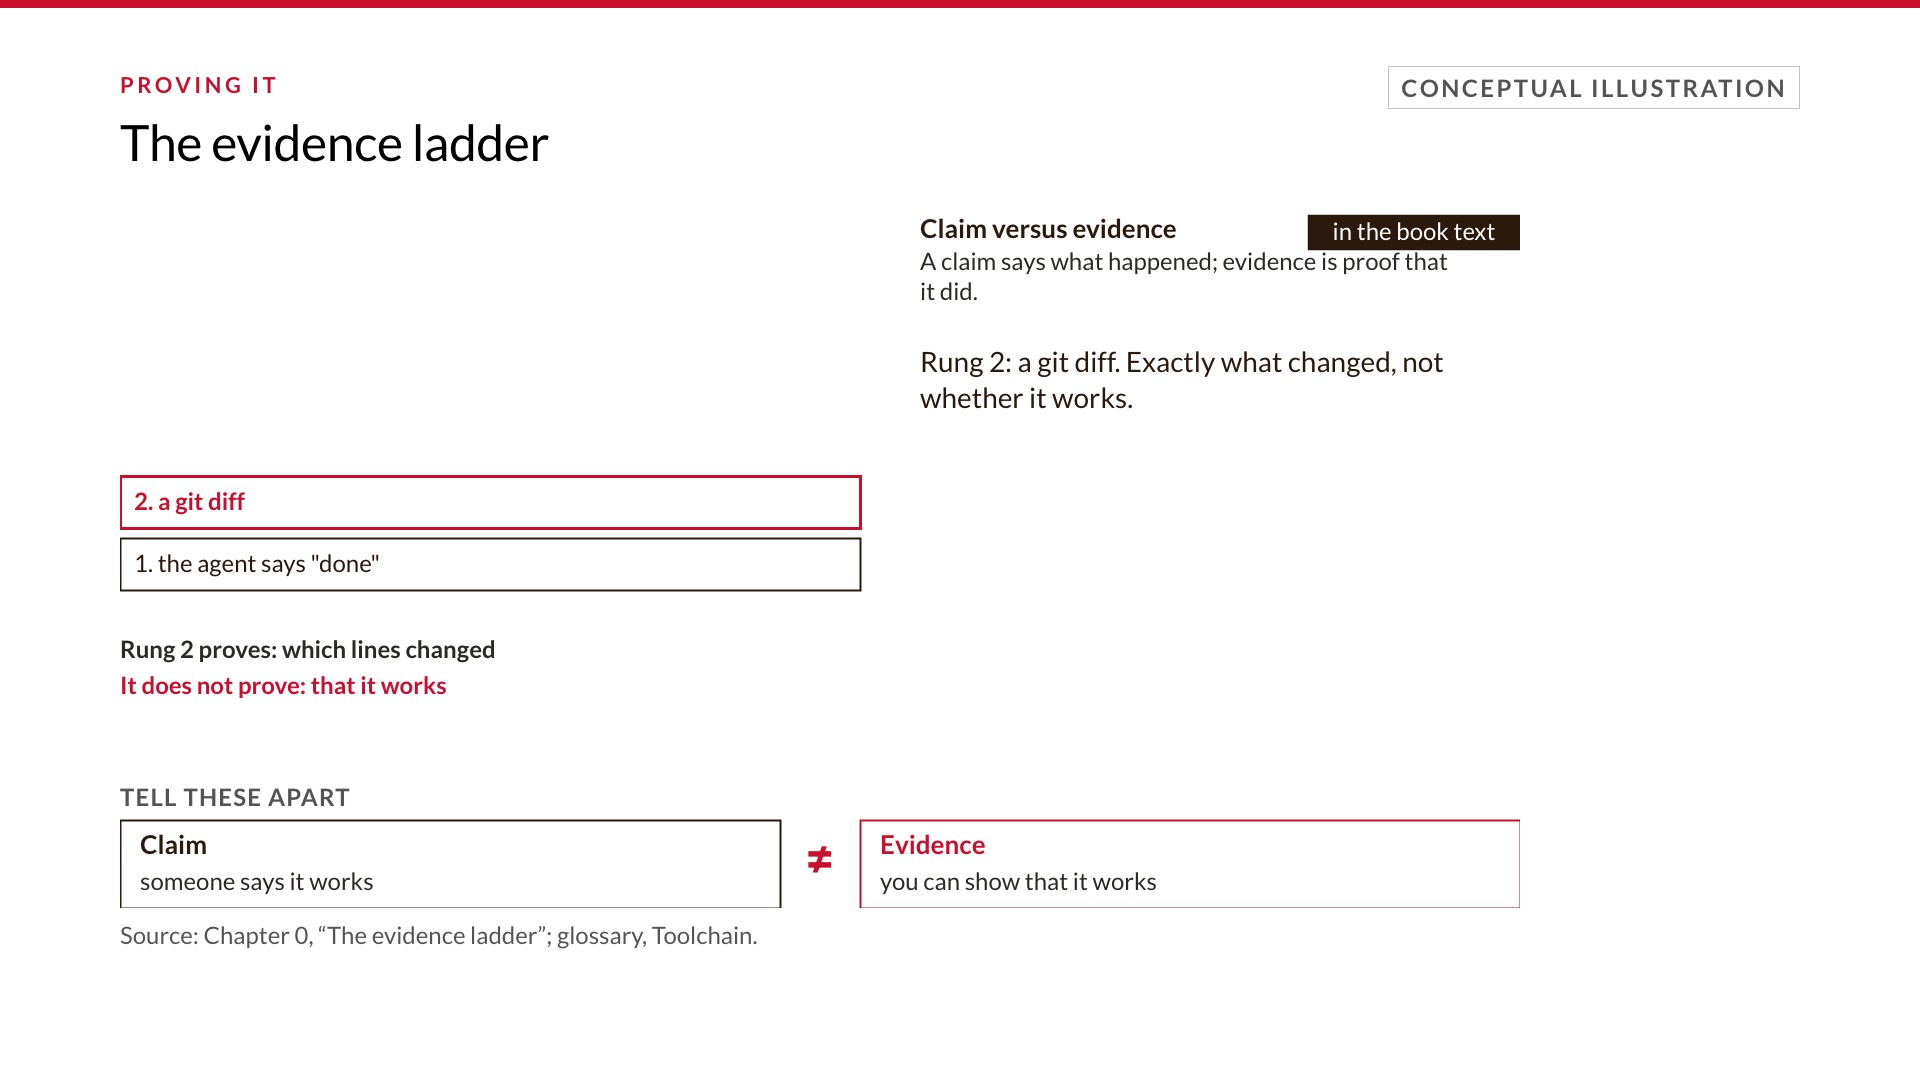 PROVING IT
CONCEPTUAL ILLUSTRATION
The evidence ladder
Claim versus evidence
in the book text
A claim says what happened; evidence is proof that
it did.
Rung 2: a git diff. Exactly what changed, not
whether it works.
2. a git diff
1. the agent says "done"
Rung 2 proves: which lines changed
It does not prove: that it works
TELL THESE APART
Claim
someone says it works
≠
Evidence
you can show that it works
Source: Chapter 0, “The evidence ladder”; glossary, Toolchain.